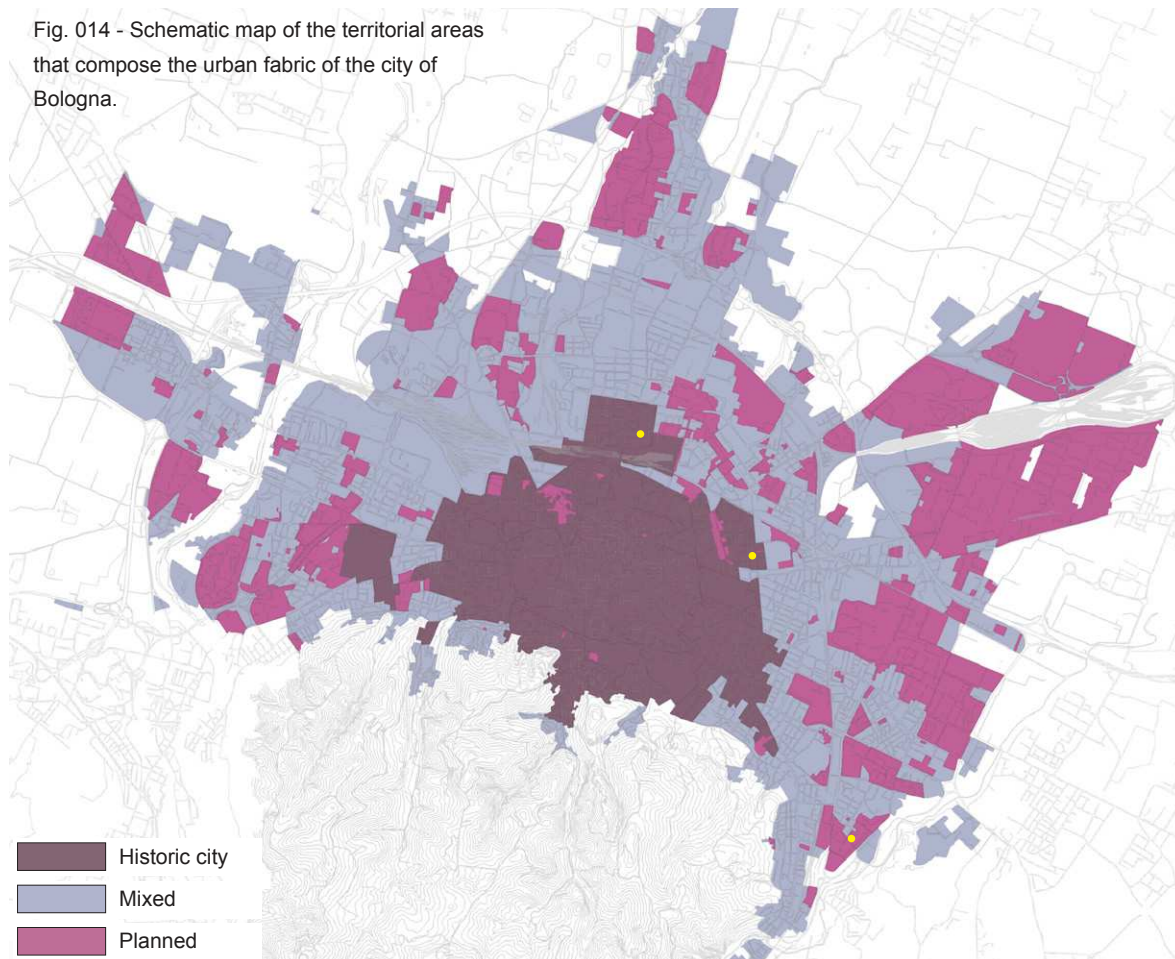 Fig. 014 - Schematic map of the territorial areas
that compose the urban fabric of the city of
Bologna.
Historic city
Mixed
Planned